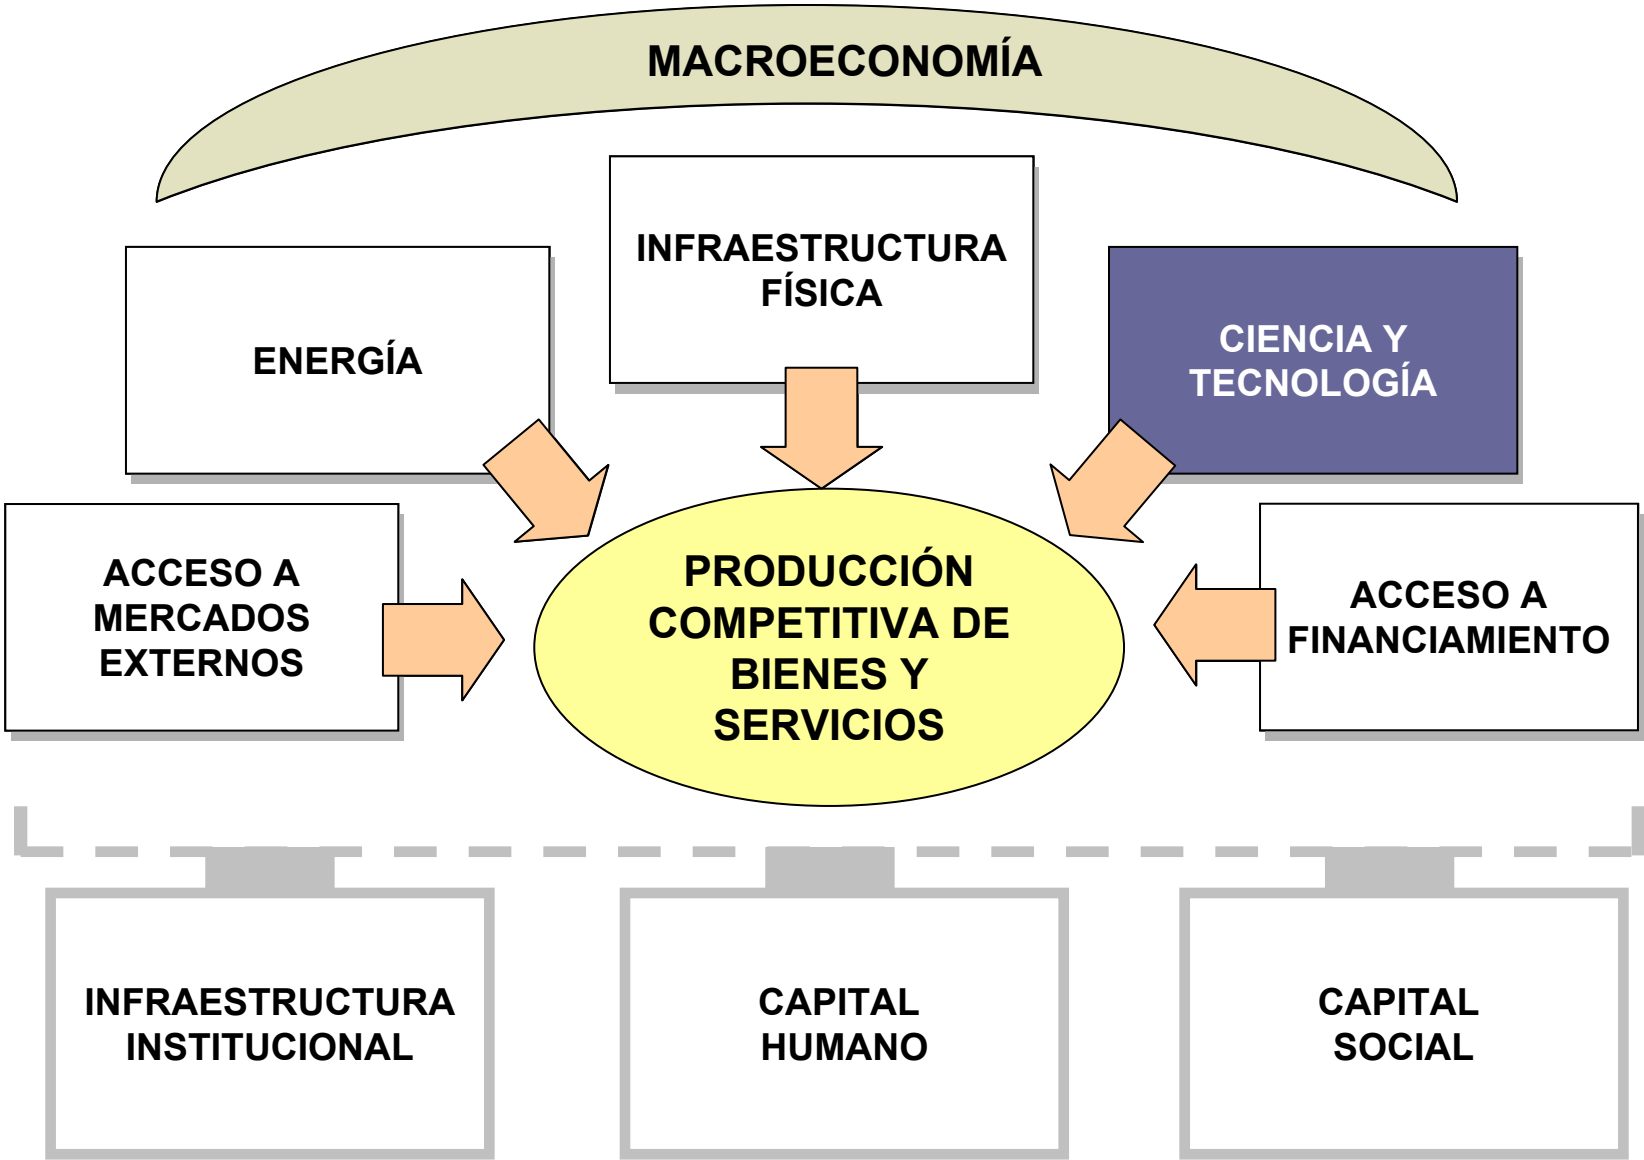 MACROECONOMÍA
INFRAESTRUCTURA
FÍSICA
ENERGÍA
CIENCIA Y
TECNOLOGÍA
ACCESO A
MERCADOS
EXTERNOS
PRODUCCIÓN
COMPETITIVA DE
BIENES Y
SERVICIOS
ACCESO A
FINANCIAMIENTO
INFRAESTRUCTURA
INSTITUCIONAL
CAPITAL
HUMANO
CAPITAL
SOCIAL